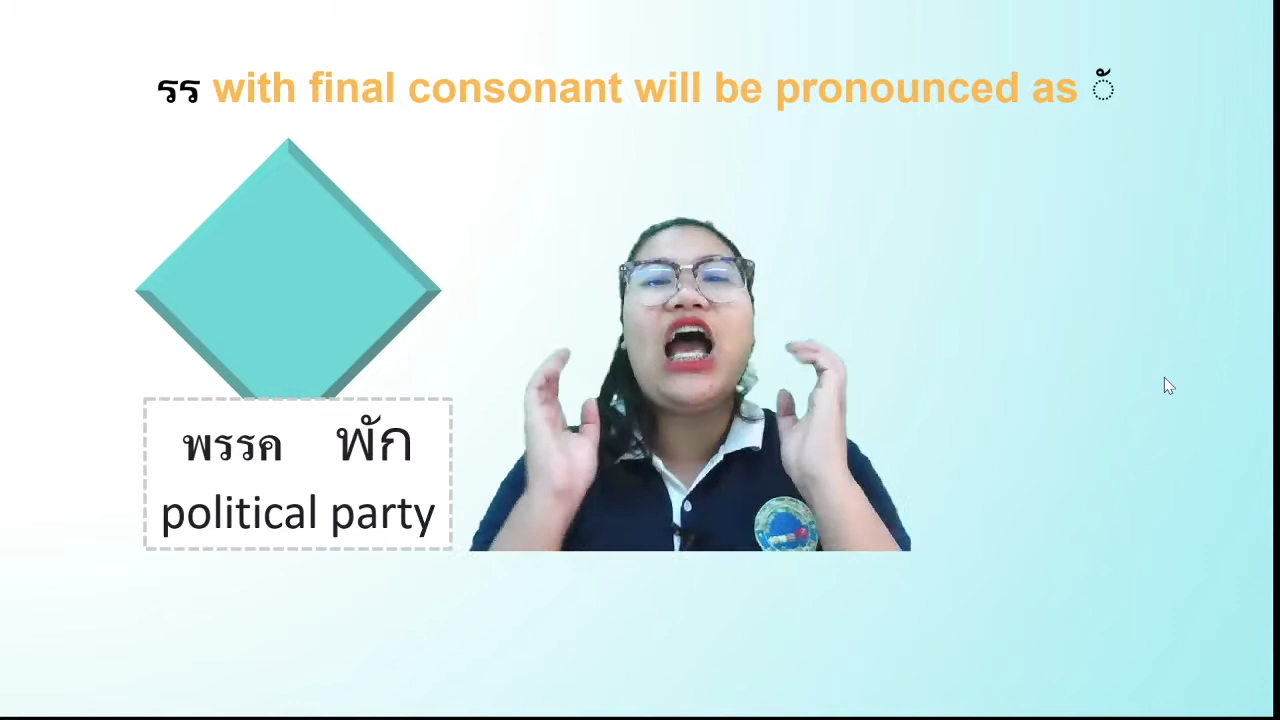 รร with final consonant will be pronounced as ◌ั
พรรค พัก
political party